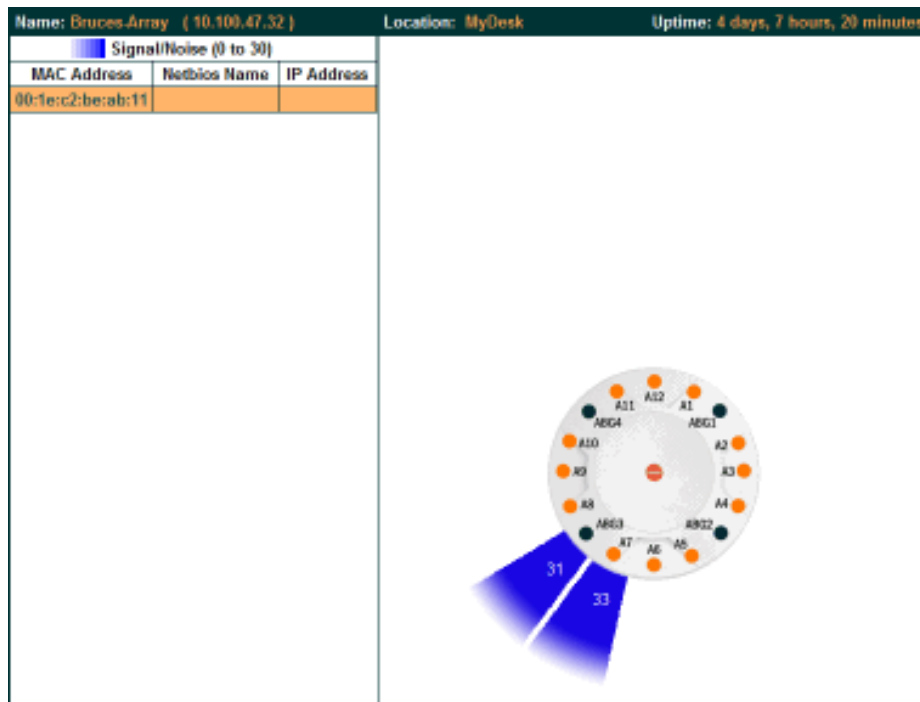 Name: Bruces-Array ( 10.100.47.32 ) Location: MyDesk Uptime: 4 days, 7 hours, 20 minutes
Signal/Noise (0 to 30)
MAC Address Netbios Name IP Address
00:1e:c2:be:ab:11
A12
A11 A1
ABG4 ABG1
A10 A2
A9 A3
A8 A4
ABG3 ABG2
A7 A6 A5
31
33